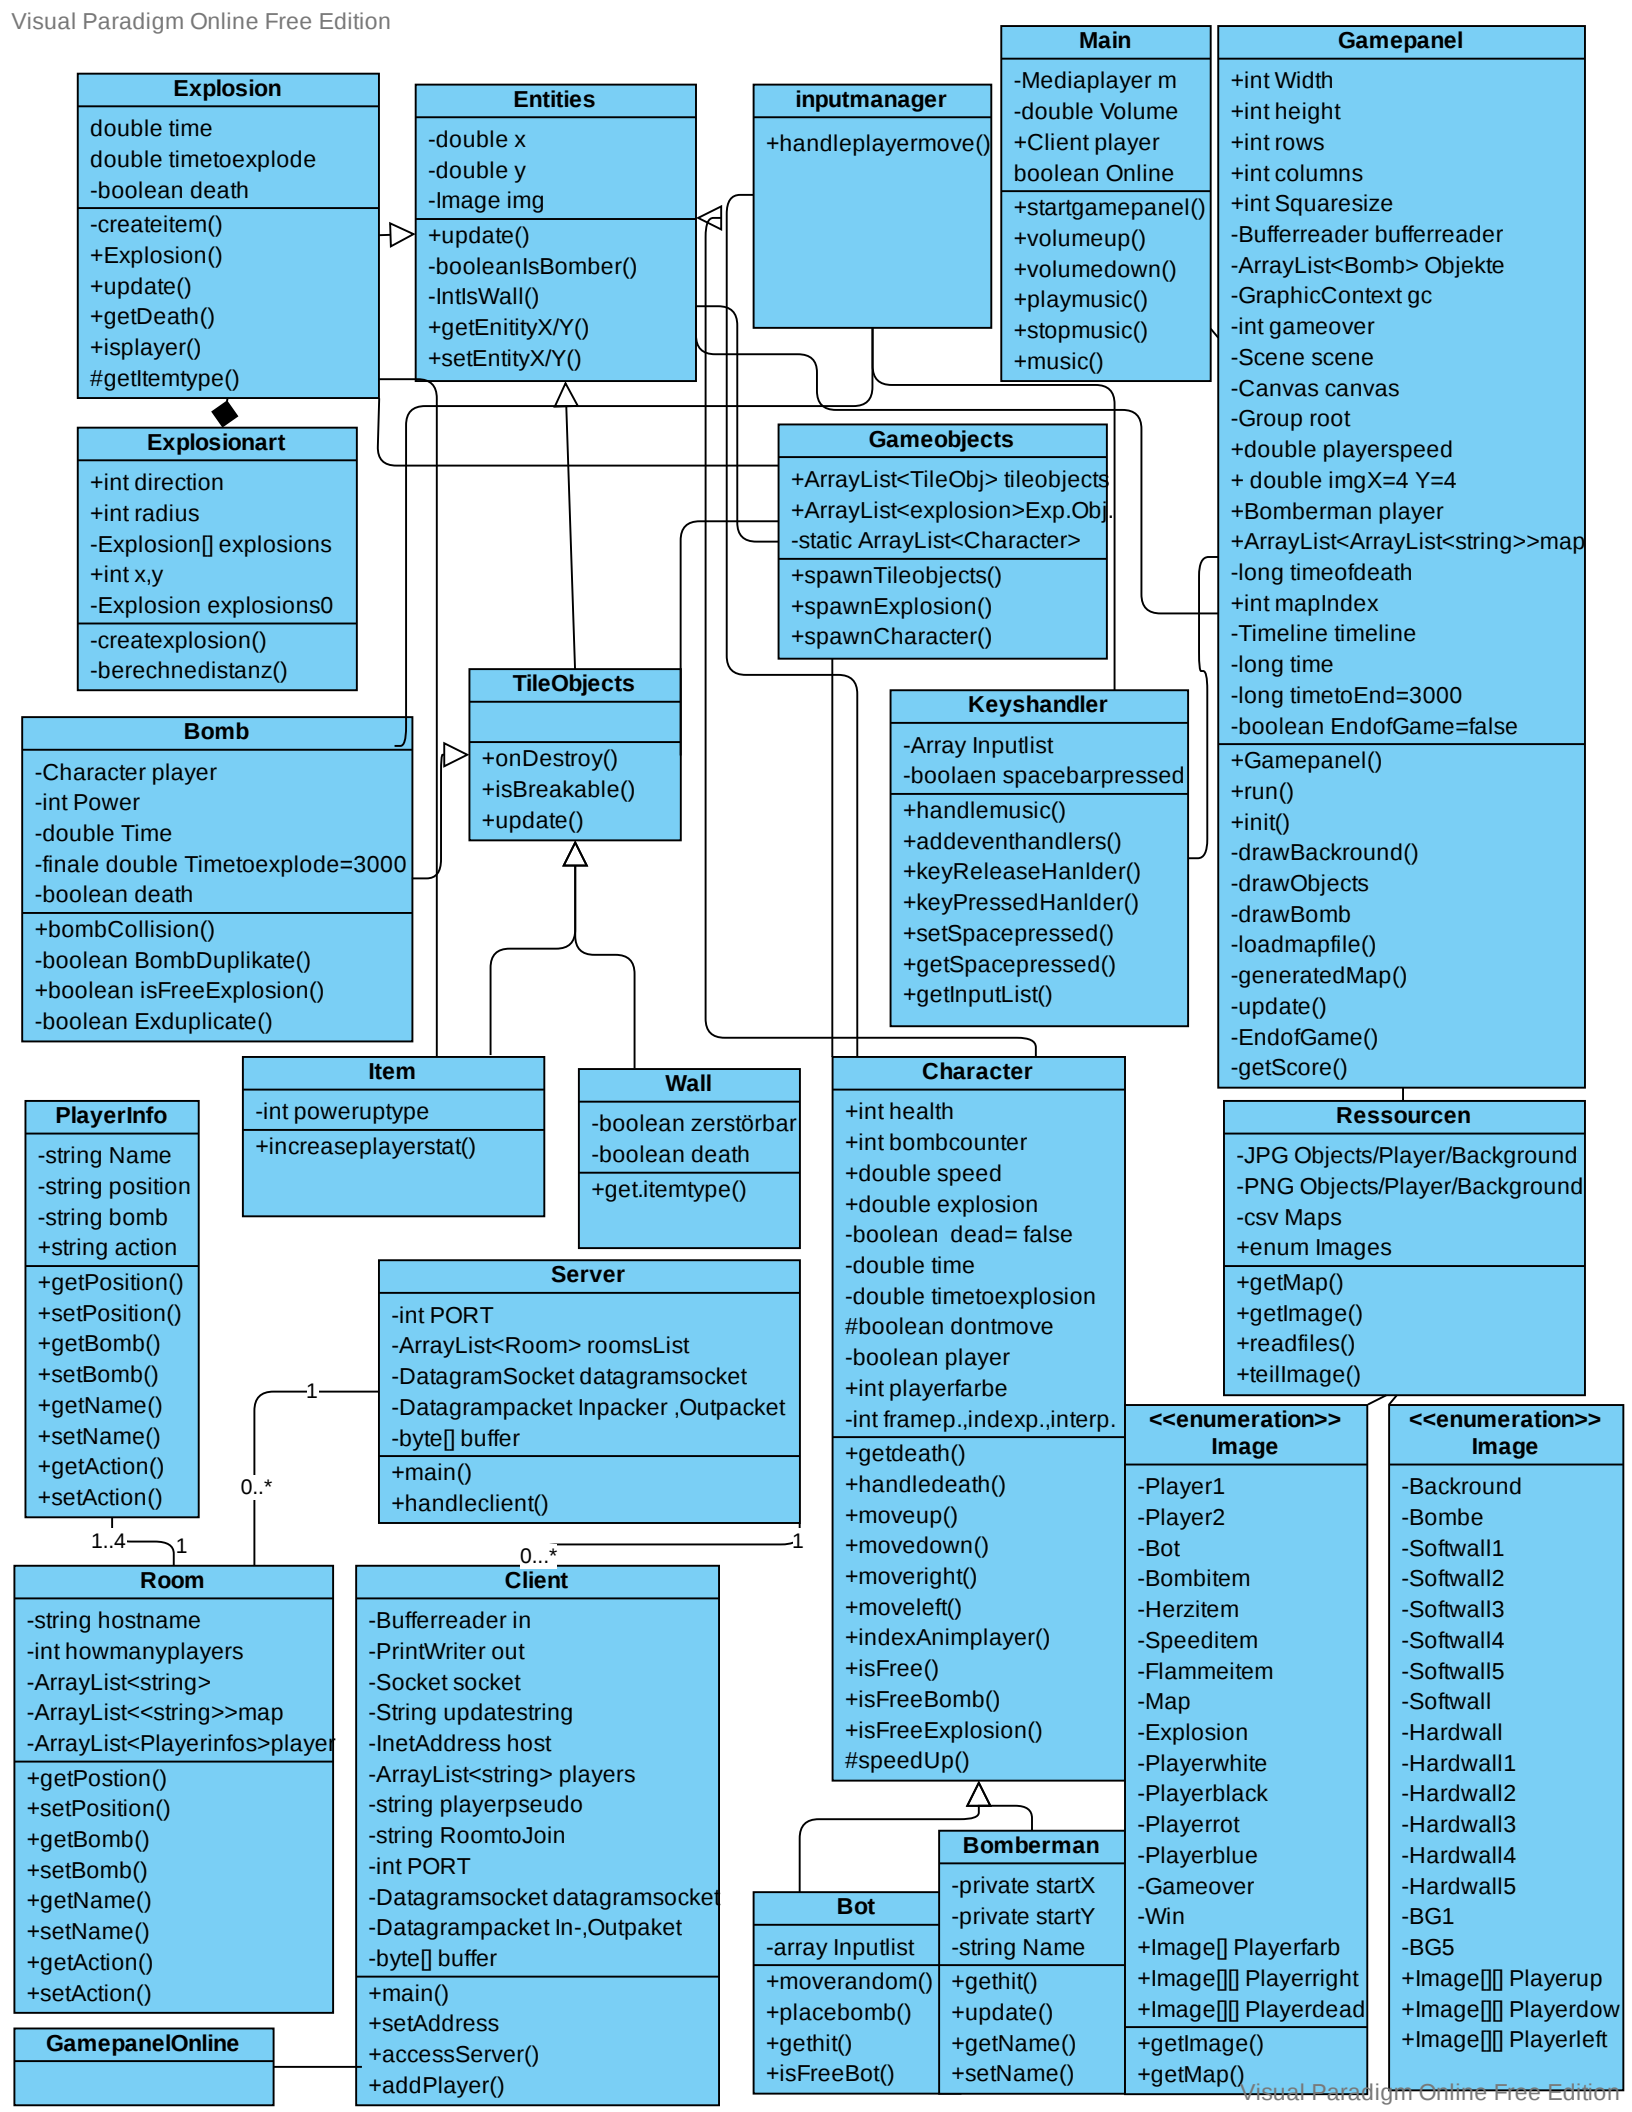 Visual Paradigm Online Free Edition
Explosion
double time
double timetoexplode
-boolean death
-createitem()
+Explosion()
+update()
+getDeath()
+isplayer()
#getItemtype()
Entities
-double x
-double y
-Image img
+update()
-booleanIsBomber()
-IntIsWall()
+getEnitityX/Y()
+setEntityX/Y()
inputmanager
+handleplayermove()
Main
-Mediaplayer m
-double Volume
+Client player
boolean Online
+startgamepanel()
+volumeup()
+volumedown()
+playmusic()
+stopmusic()
+music()
Gamepanel
+int Width
+int height
+int rows
+int columns
+int Squaresize
-Bufferreader bufferreader
-ArrayList<Bomb> Objekte
-GraphicContext gc
-int gameover
-Scene scene
-Canvas canvas
-Group root
+double playerspeed
+ double imgX=4 Y=4
+Bomberman player
+ArrayList<ArrayList<string>>map
-long timeofdeath
+int mapIndex
-Timeline timeline
-long time
-long timetoEnd=3000
-boolean EndofGame=false
+Gamepanel()
+run()
+init()
-drawBackround()
-drawObjects
-drawBomb
-loadmapfile()
-generatedMap()
-update()
-EndofGame()
-getScore()
Explosionart
+int direction
+int radius
-Explosion[] explosions
+int x,y
-Explosion explosions0
-createxplosion()
-berechnedistanz()
Gameobjects
+ArrayList<TileObj> tileobjects
+ArrayList<explosion>Exp.Obj.
-static ArrayList<Character>
+spawnTileobjects()
+spawnExplosion()
+spawnCharacter()
TileObjects
+onDestroy()
+isBreakable()
+update()
Keyshandler
-Array Inputlist
-boolaen spacebarpressed
+handlemusic()
+addeventhandlers()
+keyReleaseHanlder()
+keyPressedHanlder()
+setSpacepressed()
+getSpacepressed()
+getInputList()
Bomb
-Character player
-int Power
-double Time
-finale double Timetoexplode=3000
-boolean death
+bombCollision()
-boolean BombDuplikate()
+boolean isFreeExplosion()
-boolean Exduplicate()
Item
-int poweruptype
+increaseplayerstat()
Wall
-boolean zerstörbar
-boolean death
+get.itemtype()
Character
+int health
+int bombcounter
+double speed
+double explosion
-boolean  dead= false
-double time
-double timetoexplosion
#boolean dontmove
-boolean player
+int playerfarbe
-int framep.,indexp.,interp.
+getdeath()
+handledeath()
+moveup()
+movedown()
+moveright()
+moveleft()
+indexAnimplayer()
+isFree()
+isFreeBomb()
+isFreeExplosion()
#speedUp()
Ressourcen
-JPG Objects/Player/Background
-PNG Objects/Player/Background
-csv Maps
+enum Images
+getMap()
+getImage()
+readfiles()
+teilImage()
PlayerInfo
-string Name
-string position
-string bomb
+string action
+getPosition()
+setPosition()
+getBomb()
+setBomb()
+getName()
+setName()
+getAction()
+setAction()
Server
-int PORT
-ArrayList<Room> roomsList
-DatagramSocket datagramsocket
-Datagrampacket Inpacker ,Outpacket
-byte[] buffer
+main()
+handleclient()
1
0..*
1..4
1
0...*
1
Room
-string hostname
-int howmanyplayers
-ArrayList<string>
-ArrayList<<string>>map
-ArrayList<Playerinfos>player
+getPostion()
+setPosition()
+getBomb()
+setBomb()
+getName()
+setName()
+getAction()
+setAction()
Client
-Bufferreader in
-PrintWriter out
-Socket socket
-String updatestring
-InetAddress host
-ArrayList<string> players
-string playerpseudo
-string RoomtoJoin
-int PORT
-Datagramsocket datagramsocket
-Datagrampacket In-,Outpaket
-byte[] buffer
+main()
+setAddress
+accessServer()
+addPlayer()
GamepanelOnline
Bot
-array Inputlist
+moverandom()
+placebomb()
+gethit()
+isFreeBot()
Bomberman
-private startX
-private startY
-string Name
+gethit()
+update()
+getName()
+setName()
<<enumeration>>
Image
-Player1
-Player2
-Bot
-Bombitem
-Herzitem
-Speeditem
-Flammeitem
-Map
-Explosion
-Playerwhite
-Playerblack
-Playerrot
-Playerblue
-Gameover
-Win
+Image[] Playerfarb
+Image[][] Playerright
+Image[][] Playerdead
+getImage()
+getMap()
<<enumeration>>
Image
-Backround
-Bombe
-Softwall1
-Softwall2
-Softwall3
-Softwall4
-Softwall5
-Softwall
-Hardwall
-Hardwall1
-Hardwall2
-Hardwall3
-Hardwall4
-Hardwall5
-BG1
-BG5
+Image[][] Playerup
+Image[][] Playerdow
+Image[][] Playerleft
Visual Paradigm Online Free Edition